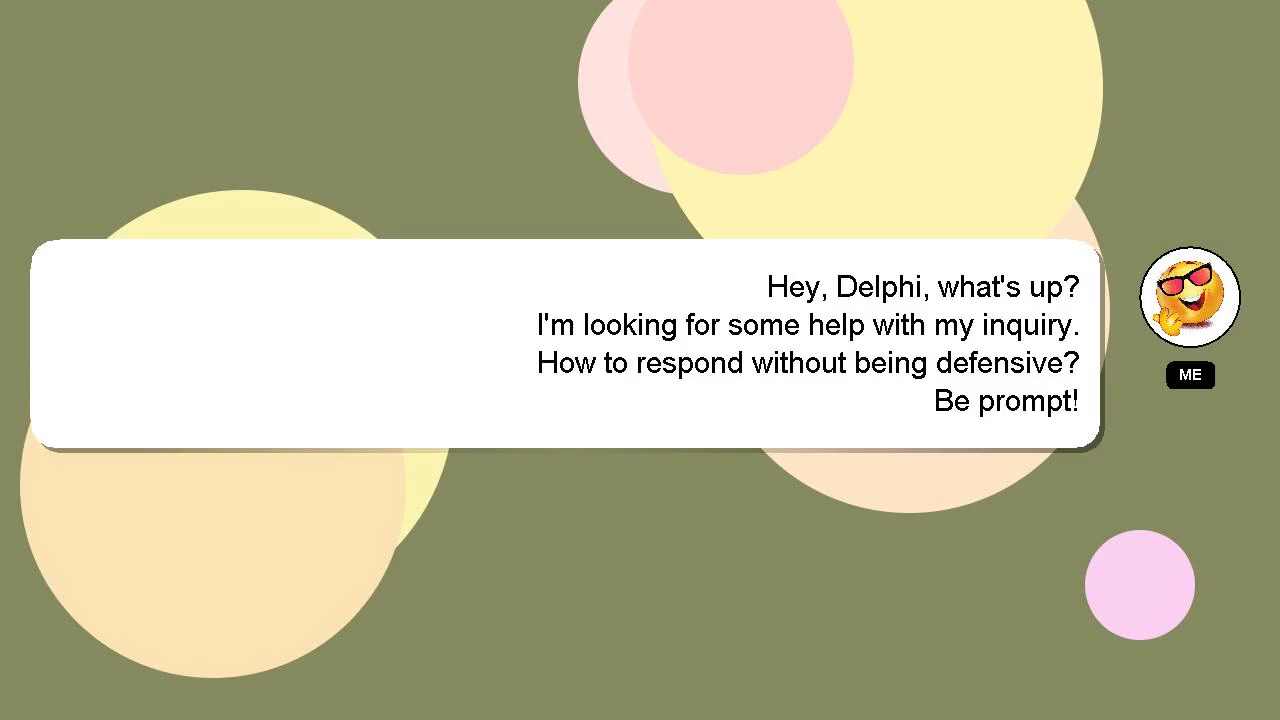 Hey, Delphi, what's up?
I'm looking for some help with my inquiry.
How to respond without being defensive?
Be prompt!
ME